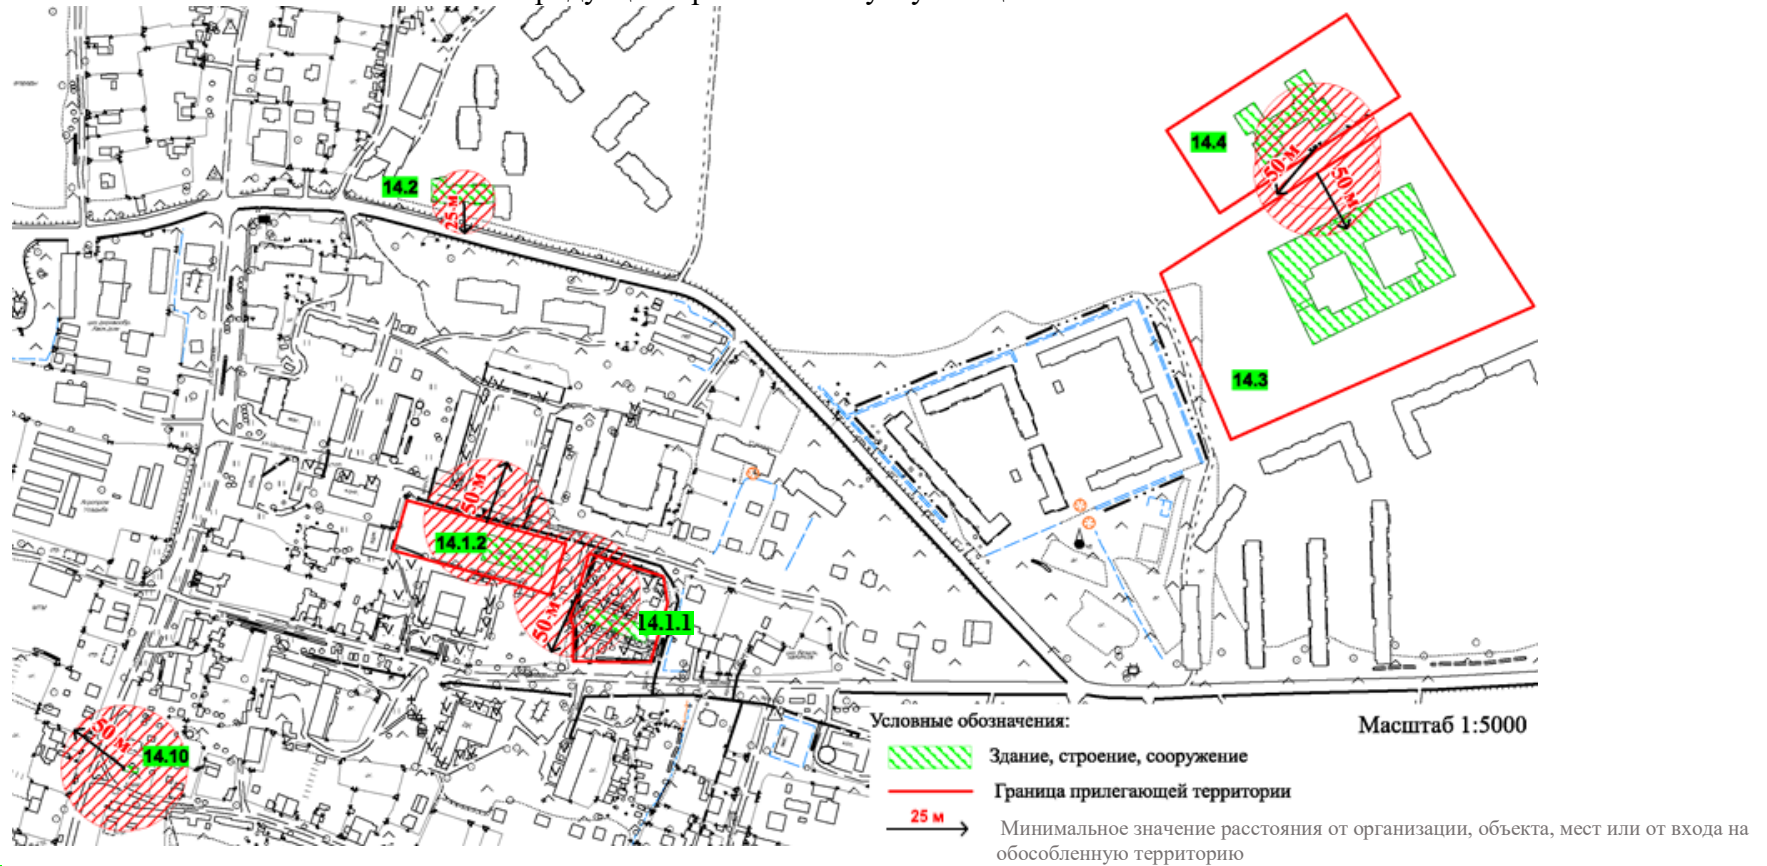 14.4
50 м
50 м
14.2
25 м
14.3
50 м
14.1.2
14.1.1
50 м
50 м
14.10
Условные обозначения:
Масштаб 1:5000
Здание, строение, сооружение
Граница прилегающей территории
25 м
Минимальное значение расстояния от организации, объекта, мест или от входа на
обособленную территорию